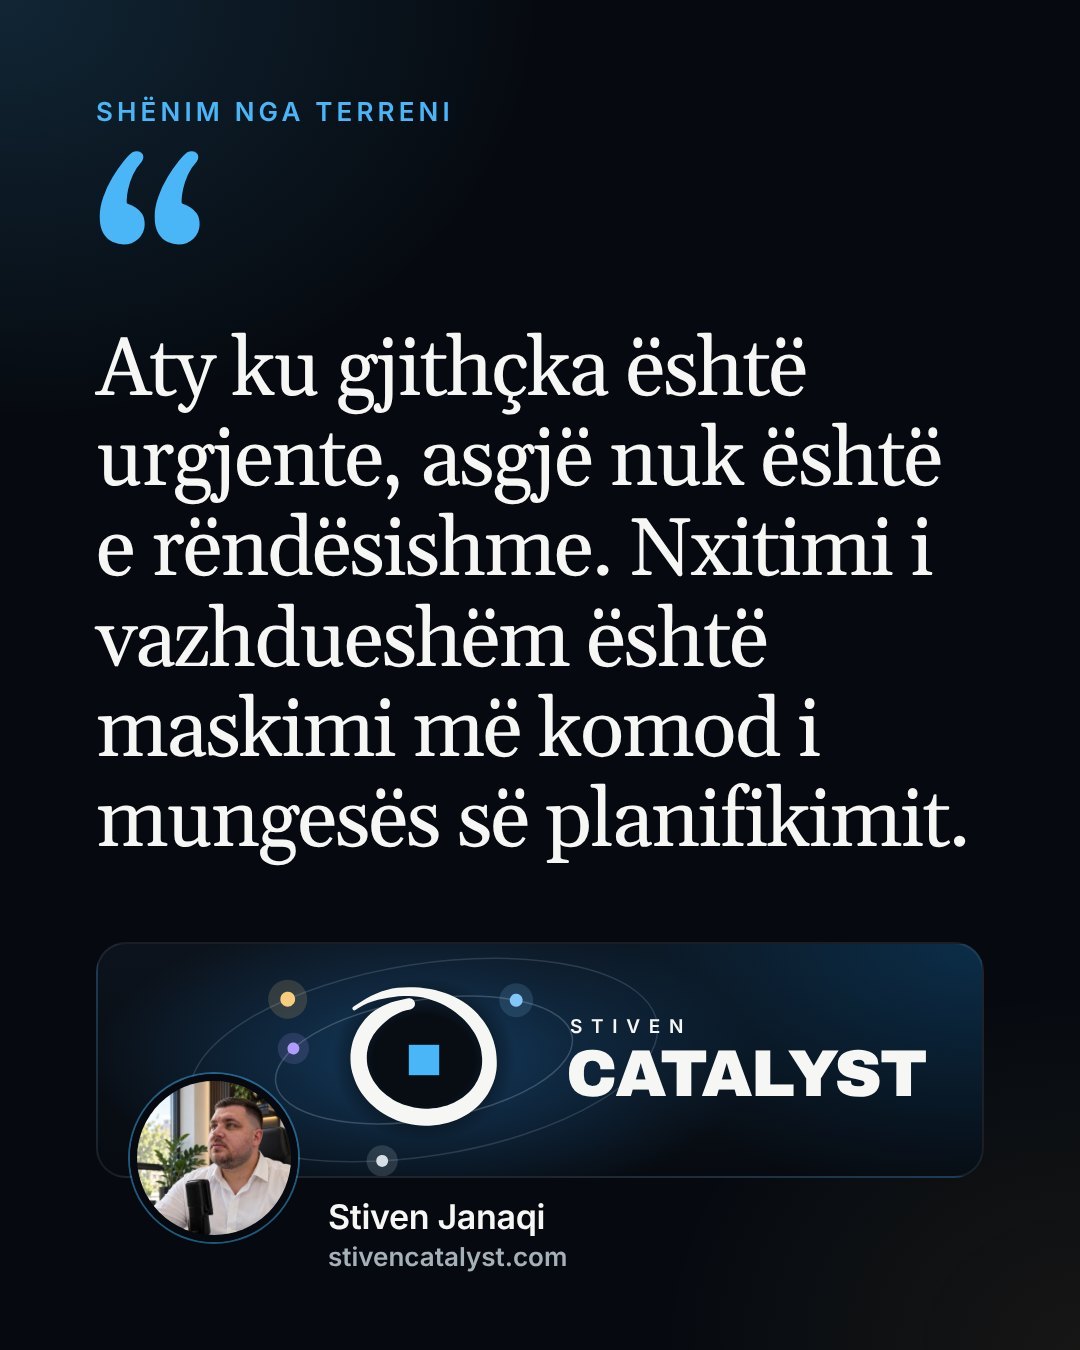 SHËNIM NGA TERRENI
“
Aty ku gjithçka është
urgjente, asgjë nuk është
e rëndësishme. Nxitimi i
vazhdueshëm është
maskimi më komod i
mungesës së planifikimit.
STIVEN
CATALYST
Stiven Janaqi
stivencatalyst.com